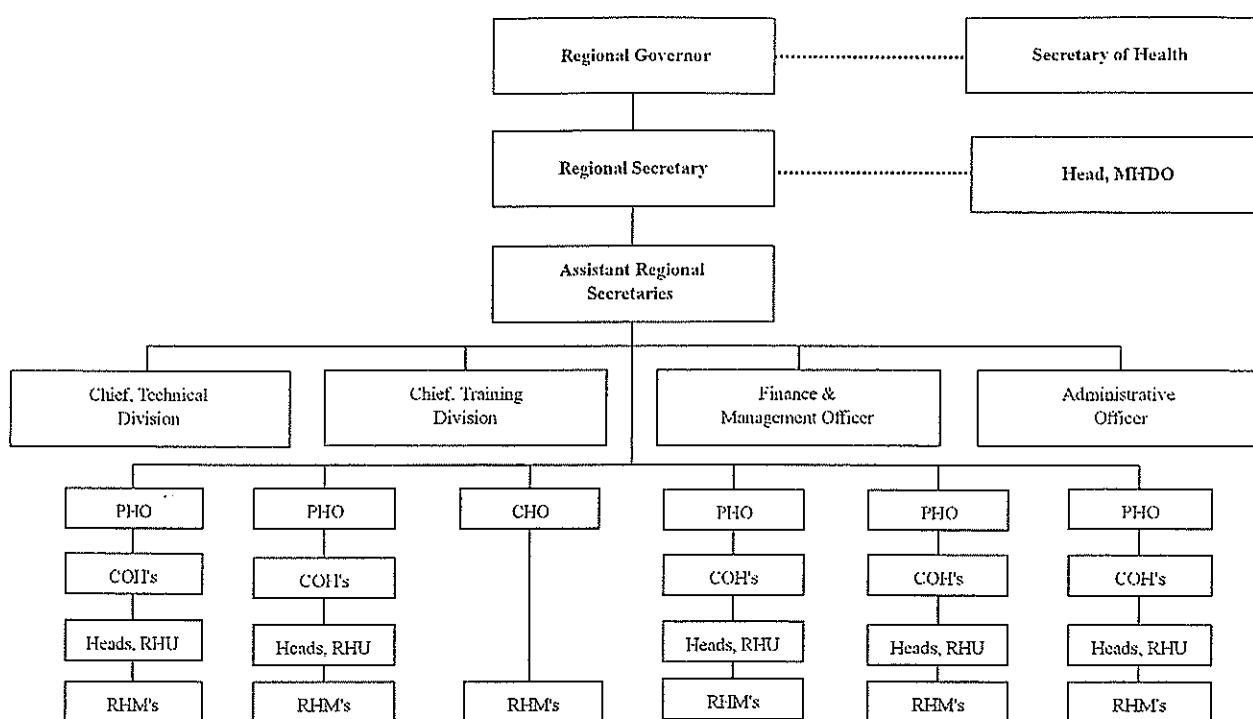 Regional Governor
Secretary of Health
Regional Secretary
Head, MHDO
Assistant Regional
Secretaries
Chief, Technical
Division
Chief, Training
Division
Finance &
Management Officer
Administrative
Officer
PHO
PHO
CHO
PHO
PHO
PHO
COH's
COH's
COH's
COH's
COH's
Heads, RHU
Heads, RHU
Heads, RHU
Heads, RHU
Heads, RHU
RHM's
RHM's
RHM's
RHM's
RHM's
RHM's